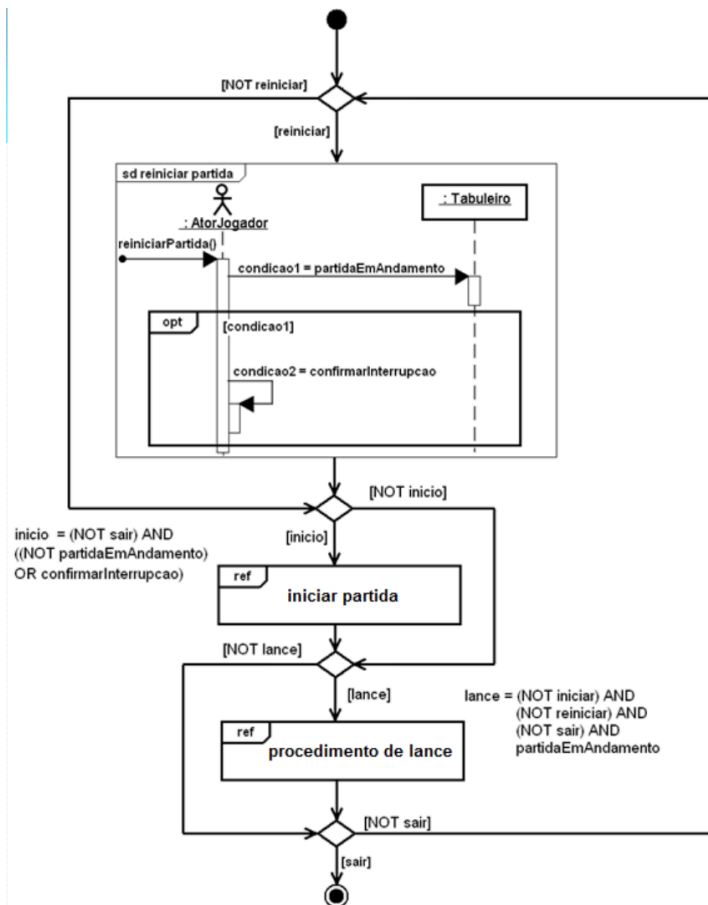 [NOT reiniciar]
[reiniciar]
sd reiniciar partida
: AtorJogador
: Tabuleiro
reiniciarPartida()
condicao1 = partidaEmAndamento
opt
[condicao1]
condicao2 = confirmarInterrupcao
[NOT inicio]
inicio = (NOT sair) AND
((NOT partidaEmAndamento)
OR confirmarInterrupcao)
[inicio]
ref
iniciar partida
[NOT lance]
[lance]
lance = (NOT iniciar) AND
(NOT reiniciar) AND
(NOT sair) AND
partidaEmAndamento
ref
procedimento de lance
[NOT sair]
[sair]